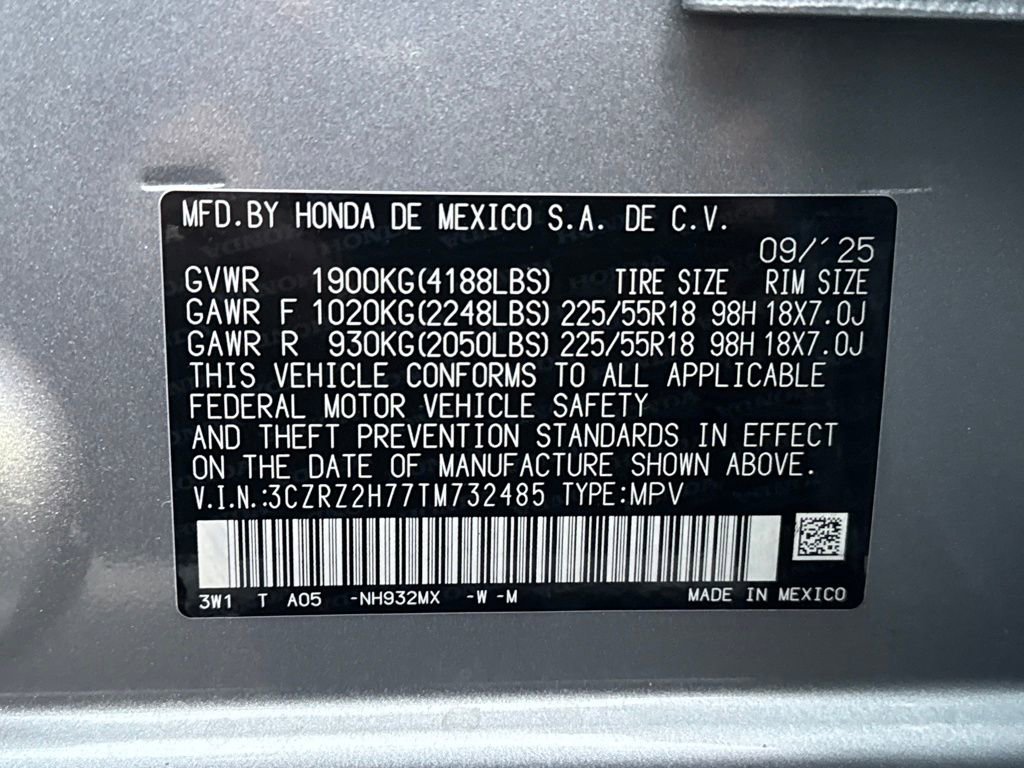 MFD.BY HONDA DE MEXICO S.A. DE C.V.
09/'25
GVWR 1900KG(4188LBS) TIRE SIZE RIM SIZE
GAWR F 1020KG(2248LBS) 225/55R18 98H 18X7.0J
GAWR R 930KG(2050LBS) 225/55R18 98H 18X7.0J
THIS VEHICLE CONFORMS TO ALL APPLICABLE
FEDERAL MOTOR VEHICLE SAFETY
AND THEFT PREVENTION STANDARDS IN EFFECT
ON THE DATE OF MANUFACTURE SHOWN ABOVE.
V.I.N.:3CZRZ2H77TM732485 TYPE:MPV
3W1 T A05 -NH932MX -W -M MADE IN MEXICO